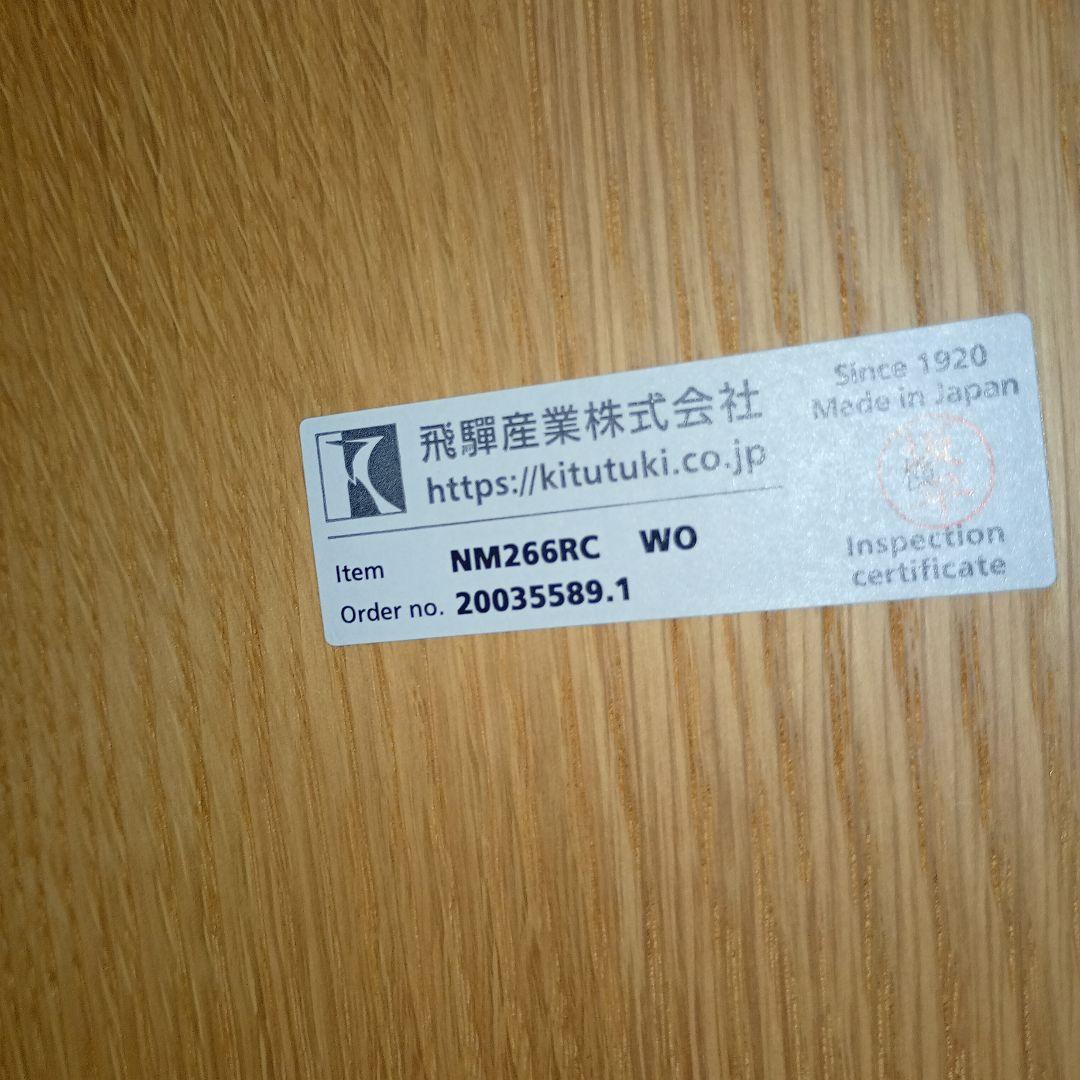 飛驒産業株式会社
https://kitutuki.co.jp
Item NM266RC WO
Order no. 20035589.1
Since 1920
Made in Japan
Inspection
certificate